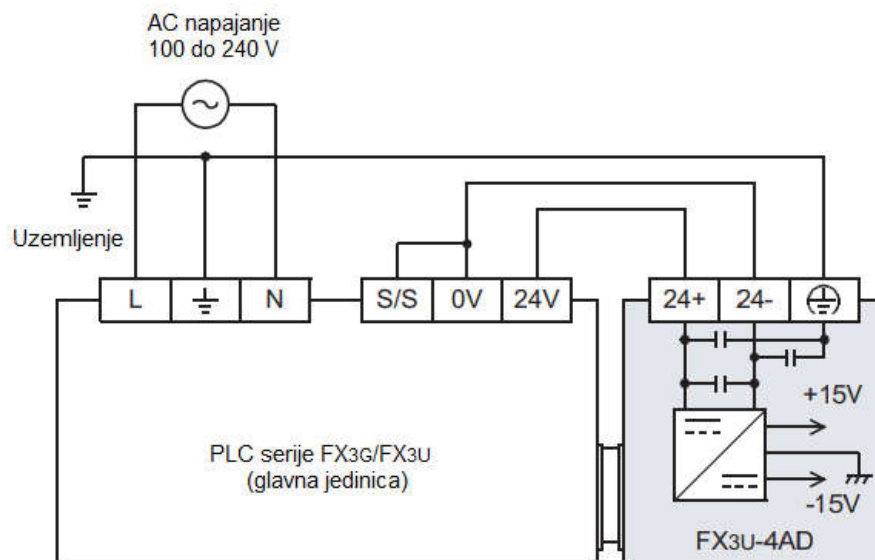 AC napajanje
100 do 240 V
Uzemljenje
L
N
S/S
0V
24V
24+
24-
+15V
-15V
PLC serije FX3G/FX3U
(glavna jedinica)
FX3U-4AD